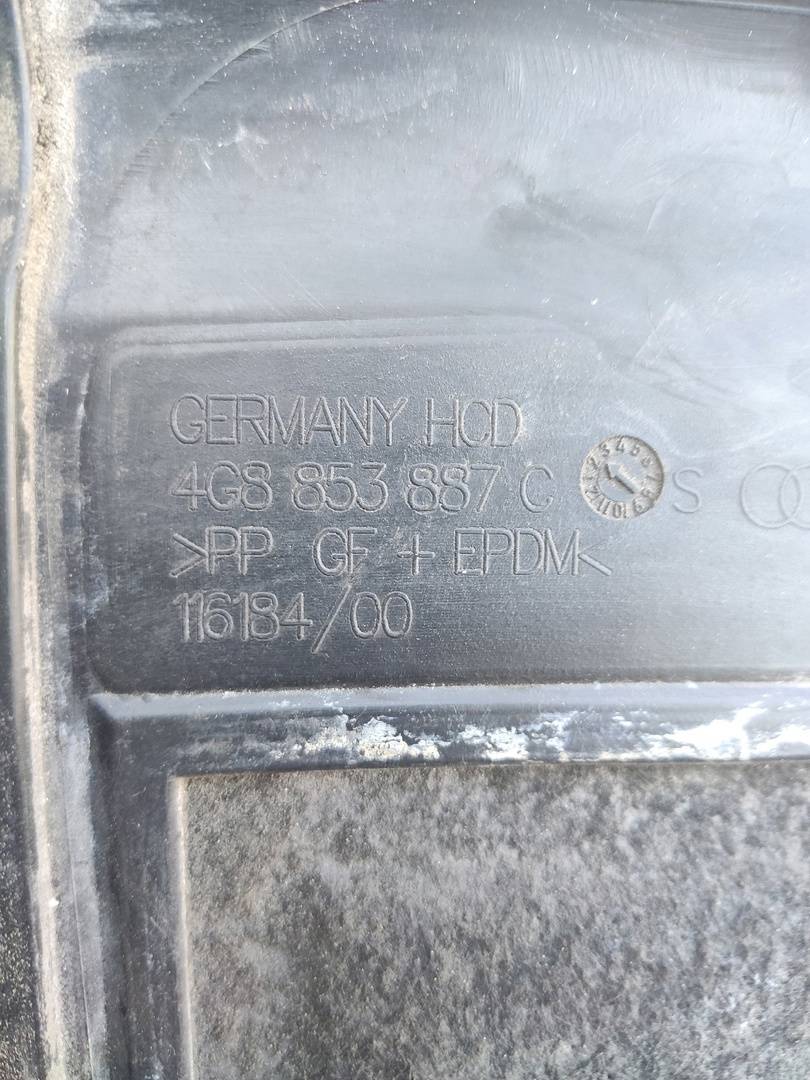 GERMANY HCD
4G8 853 887 C S
>PP GF + EPDM<
116184/00